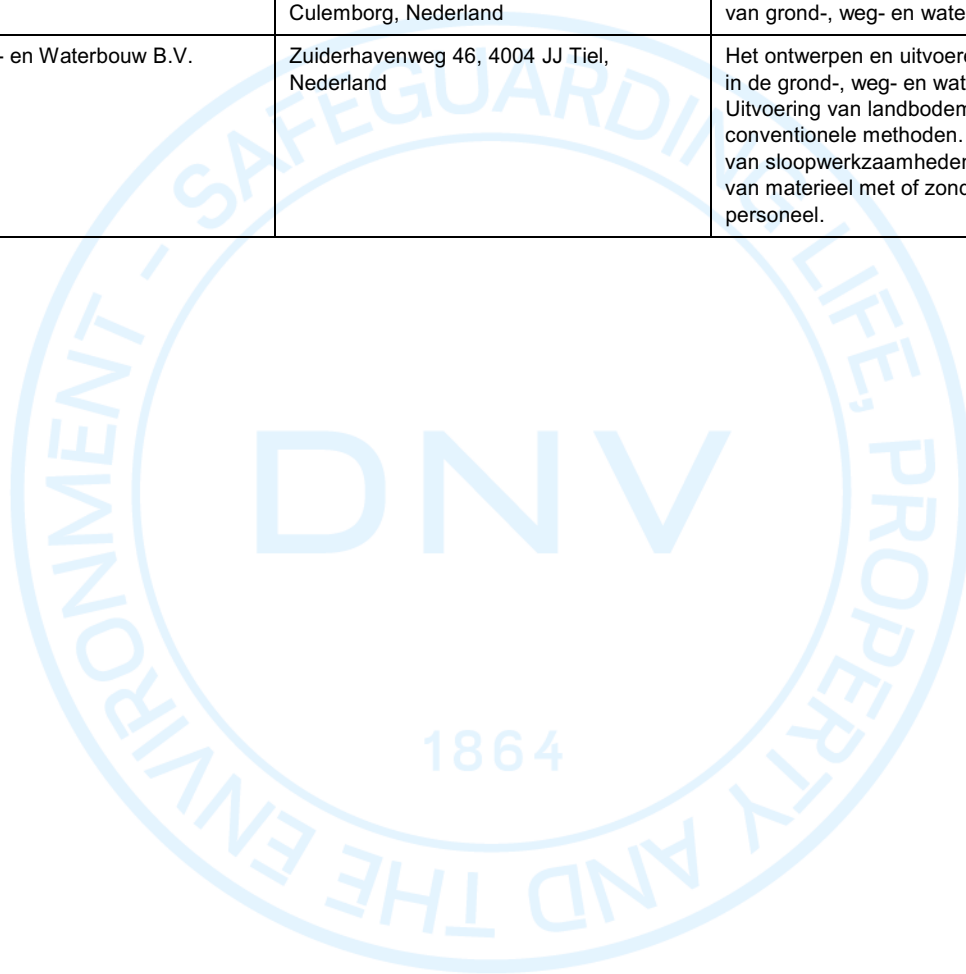 Culemborg, Nederland
van grond-, weg- en wate
- en Waterbouw B.V.
Zuiderhavenweg 46, 4004 JJ Tiel,
Nederland
Het ontwerpen en uitvoere
in de grond-, weg- en wat
Uitvoering van landbodem
conventionele methoden.
van sloopwerkzaamheden
van materieel met of zond
personeel.
SAFEGUARDING LIFE, PROPERTY AND THE ENVIRONMENT -
DNV
1864